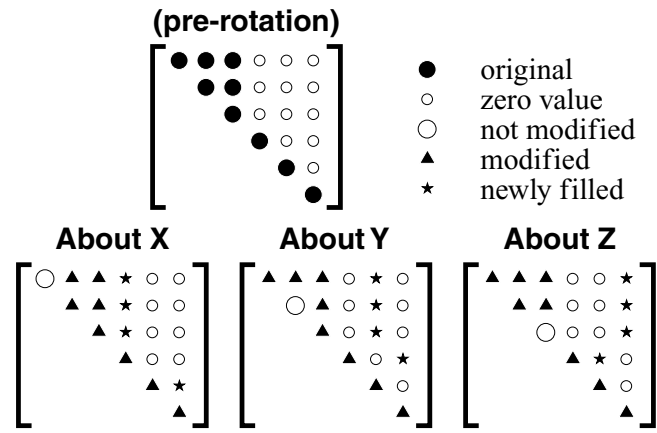 (pre-rotation)
original
zero value
not modified
modified
newly filled
About X
About Y
About Z